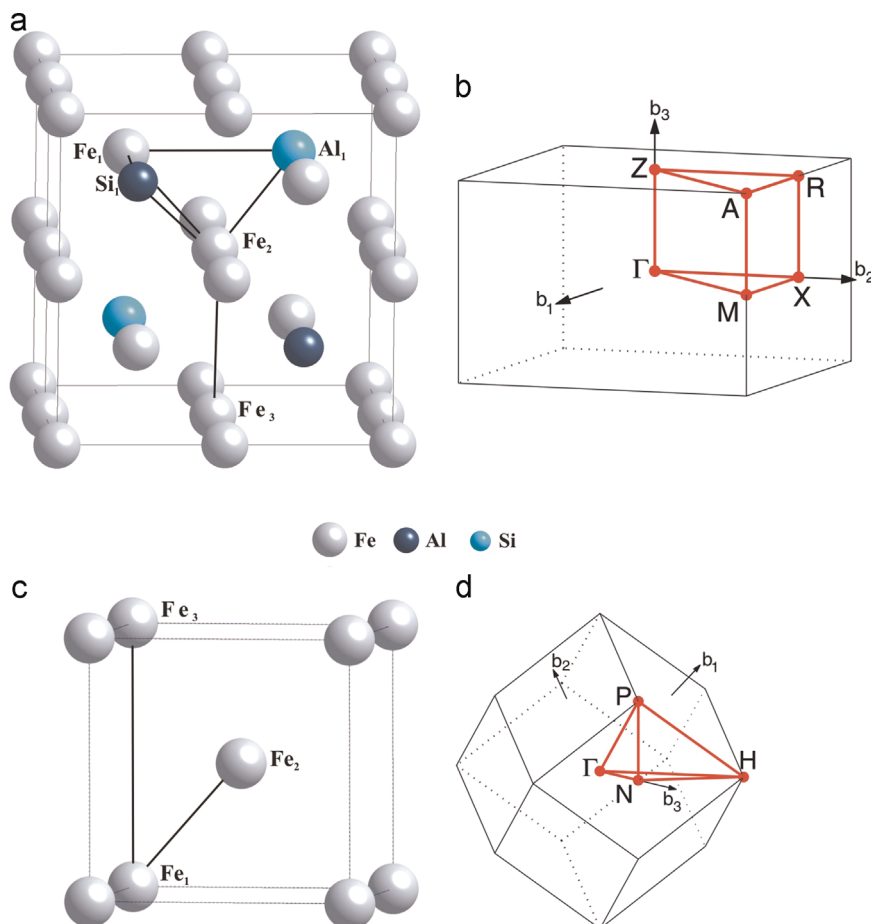 a
Fe₁
Al₁
Si₁
Fe₂
Fe₃
b
b₃
Z
A
R
Γ
b₂
b₁
M
X
Fe
Al
Si
c
Fe₃
Fe₂
Fe₁
d
b₂
b₁
P
Γ
H
N
b₃